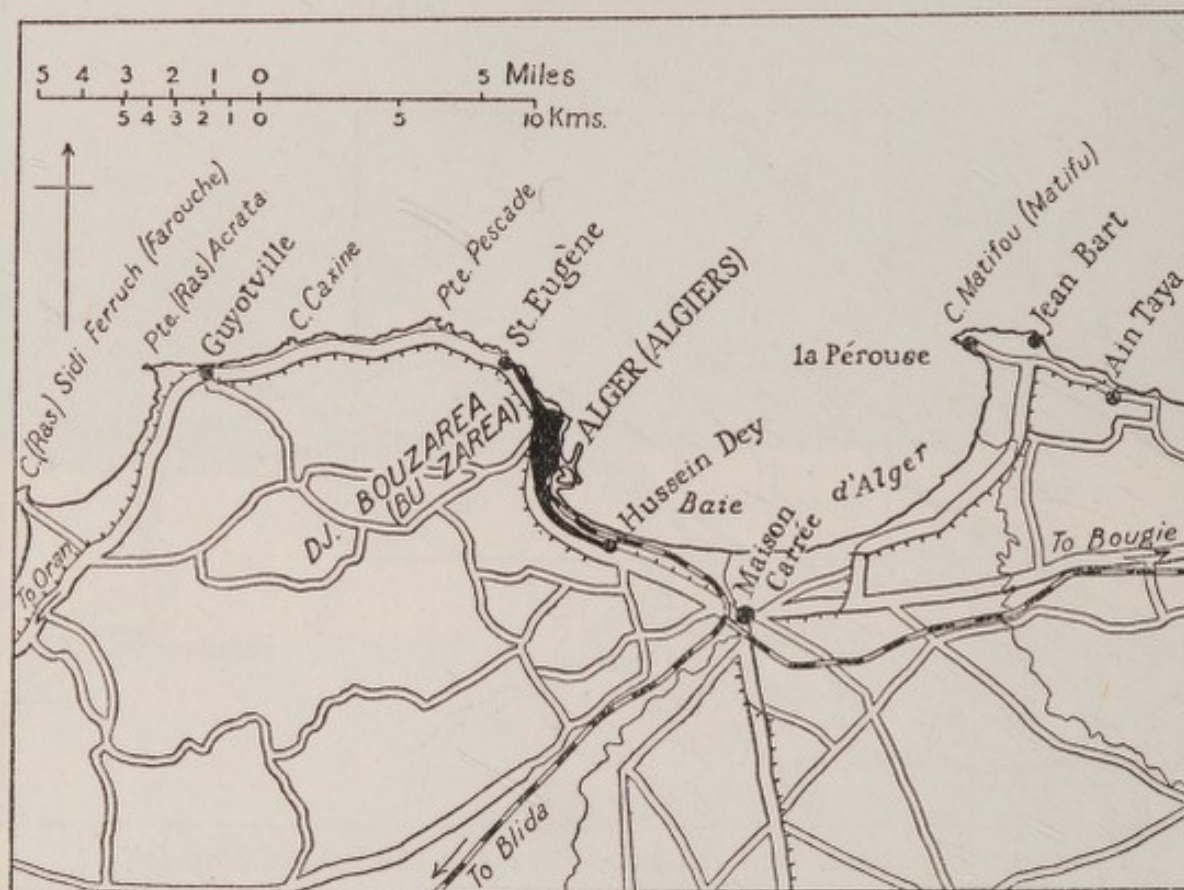 5 4 3 2 1 0 5 Miles
5 4 3 2 1 0 5 10 Kms.
C.(Ras) Sidi Ferruch (Farouche)
Pte. (Ras) Acrata
Guyotville
C. Caxine
Pte. Pescade
St. Eugène
ALGER (ALGIERS)
la Pérouse
C. Matifou (Matifu)
Jean Bart
Ain Taya
DJ. BOUZAREA
(BU ZAREA)
Hussein Dey
Baie d'Alger
Maison
Carrée
To Oran
To Bougie
To Blida